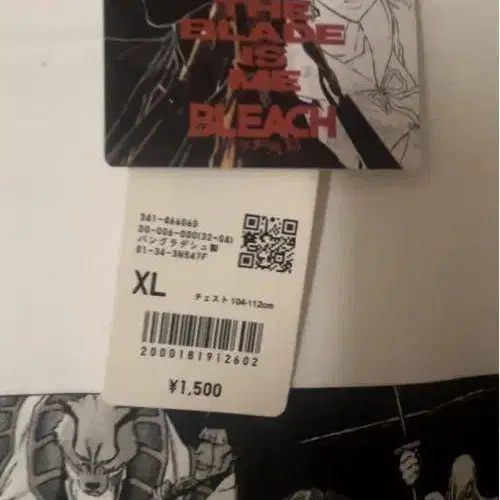 THE
BLADE
IS
ME
BLEACH
341-466060
00-006-000(32-04)
バングラデシュ製
01-34-3N547F
XL
チェスト 104-112cm
2000181912602
¥1,500